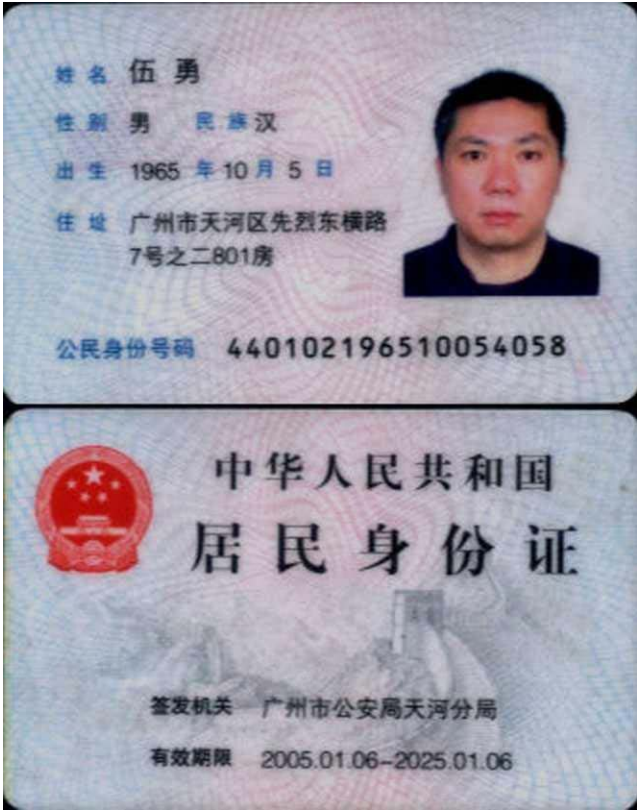 姓名 伍勇
性别 男 民族 汉
出生 1965 年 10 月 5 日
住址 广州市天河区先烈东横路
7号之二801房
公民身份号码 440102196510054058
中华人民共和国
居民身份证
签发机关 广州市公安局天河分局
有效期限 2005.01.06-2025.01.06